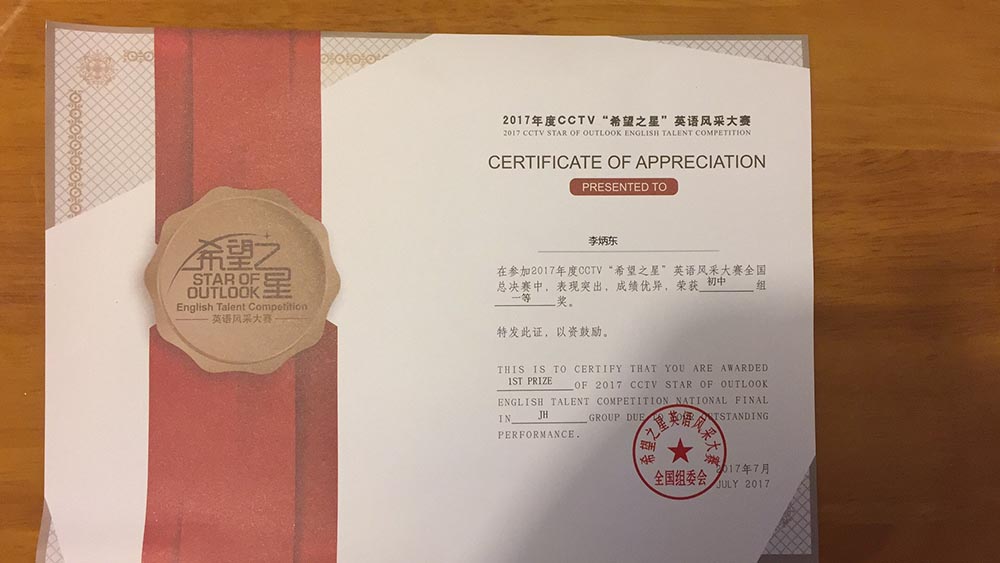 希望之星
STAR OF
OUTLOOK
English Talent Competition
英语风采大赛
2017年度CCTV“希望之星”英语风采大赛
2017 CCTV STAR OF OUTLOOK ENGLISH TALENT COMPETITION
CERTIFICATE OF APPRECIATION
PRESENTED TO
李炳东
在参加2017年度CCTV“希望之星”英语风采大赛全国
总决赛中，表现突出，成绩优异，荣获 初中 组
一等 奖。
特发此证，以资鼓励。
THIS IS TO CERTIFY THAT YOU ARE AWARDED
1ST PRIZE OF 2017 CCTV STAR OF OUTLOOK
ENGLISH TALENT COMPETITION NATIONAL FINAL
IN JH GROUP DUE TO YOUR OUTSTANDING
PERFORMANCE.
希望之星英语风采大赛
全国组委会
2017年7月
JULY 2017